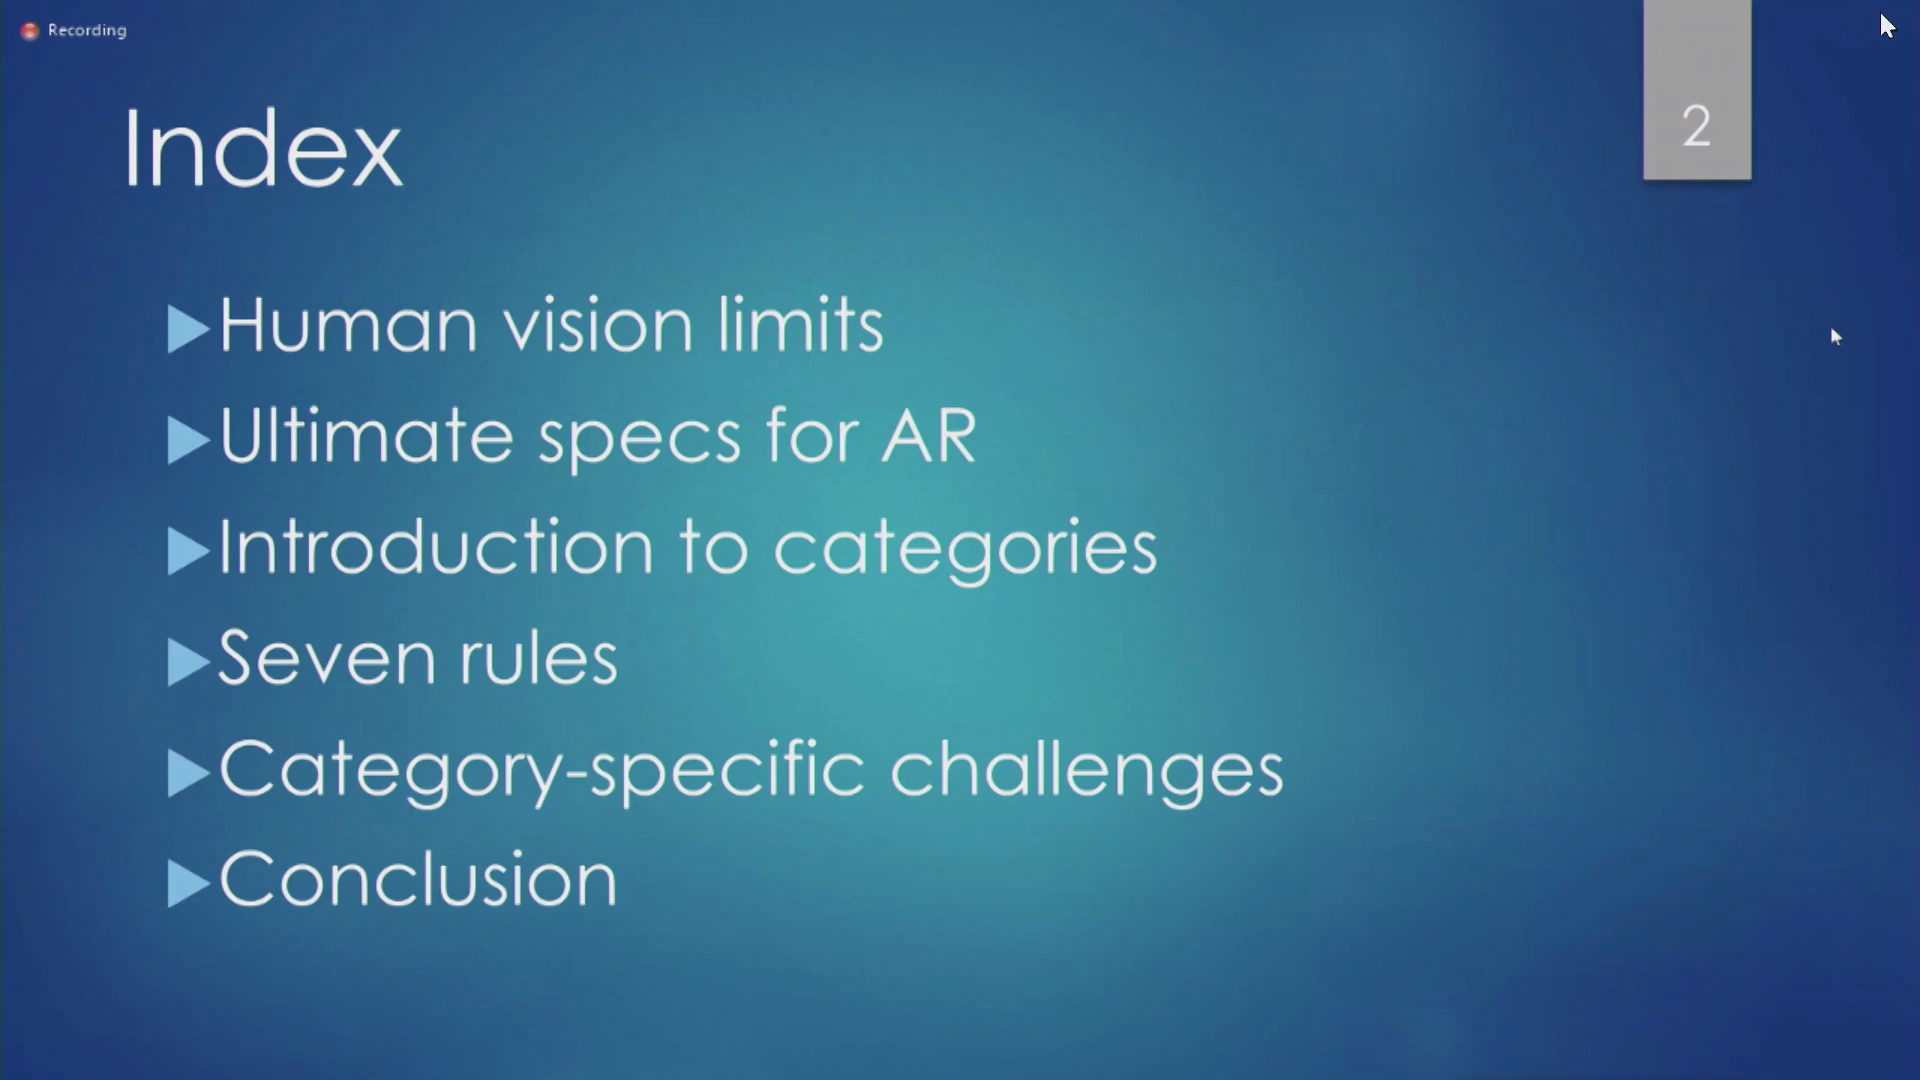 Recording
2
Index
Human vision limits
Ultimate specs for AR
Introduction to categories
Seven rules
Category-specific challenges
Conclusion